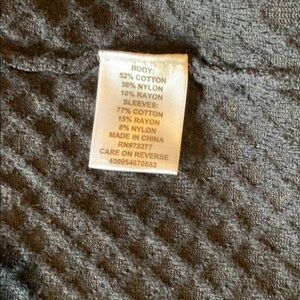 BODY:
52% COTTON
38% NYLON
10% RAYON
SLEEVES:
77% COTTON
15% RAYON
8% NYLON
MADE IN CHINA
RN#73277
CARE ON REVERSE
400954670883